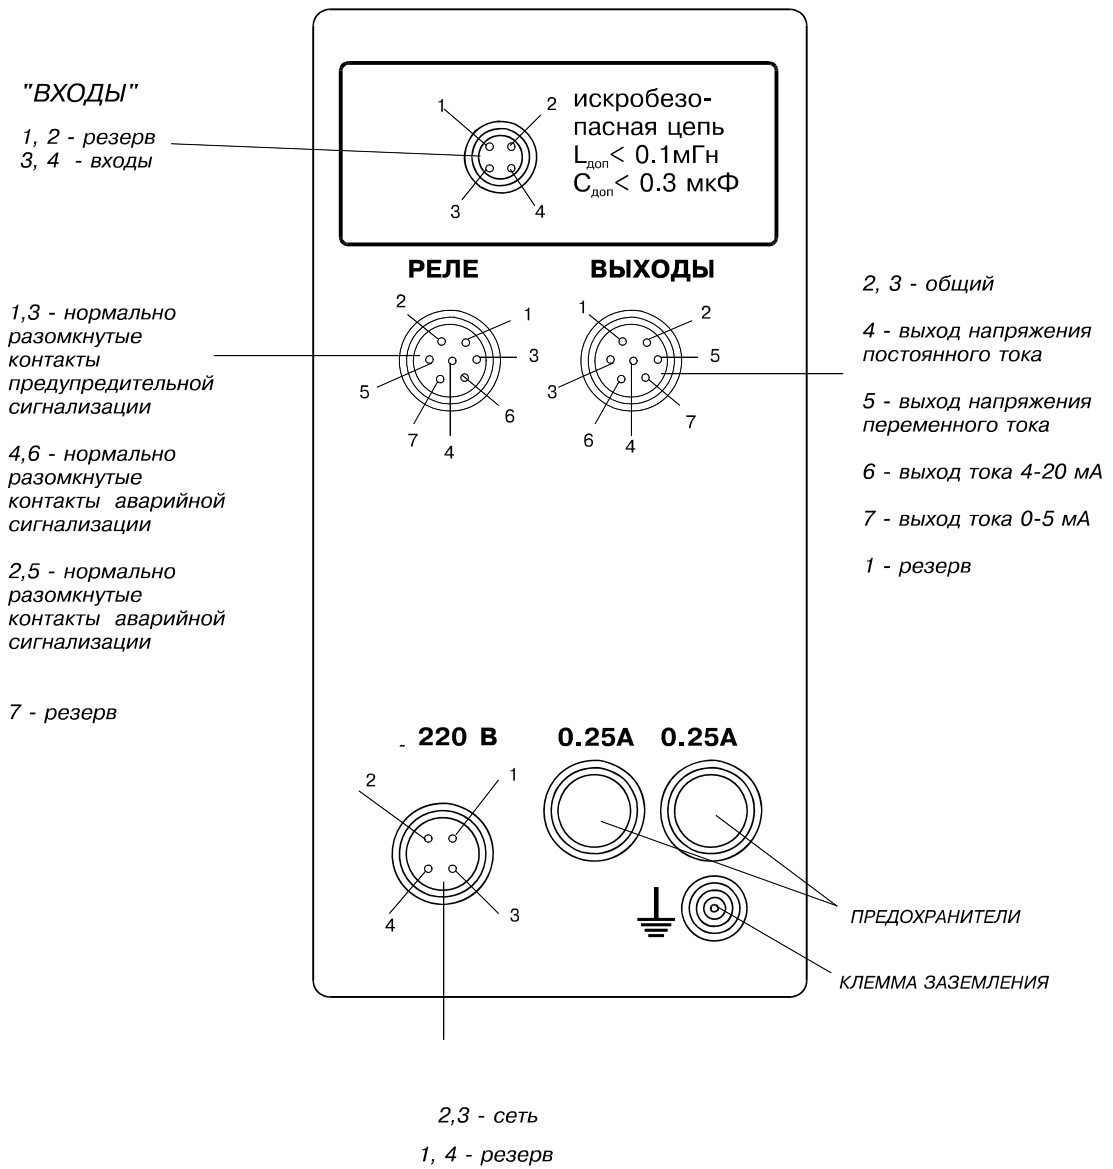 "ВХОДЫ"
1, 2 - резерв
3, 4 - входы
1
2
3
4
искробезо-
пасная цепь
Lдоп< 0.1мГн
Cдоп< 0.3 мкФ
РЕЛЕ
ВЫХОДЫ
1,3 - нормально
разомкнутые
контакты
предупредительной
сигнализации
4,6 - нормально
разомкнутые
контакты аварийной
сигнализации
2,5 - нормально
разомкнутые
контакты аварийной
сигнализации
7 - резерв
2
1
3
5
6
7
4
1
2
5
3
7
6
4
2, 3 - общий
4 - выход напряжения
постоянного тока
5 - выход напряжения
переменного тока
6 - выход тока 4-20 мА
7 - выход тока 0-5 мА
1 - резерв
- 220 В
0.25А
0.25А
2
1
4
3
ПРЕДОХРАНИТЕЛИ
КЛЕММА ЗАЗЕМЛЕНИЯ
2,3 - сеть
1, 4 - резерв